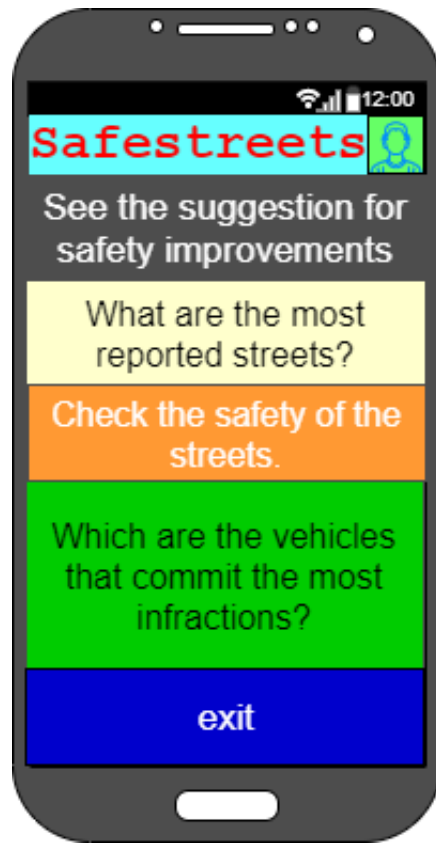 12:00
Safestreets
See the suggestion for
safety improvements
What are the most
reported streets?
Check the safety of the
streets.
Which are the vehicles
that commit the most
infractions?
exit